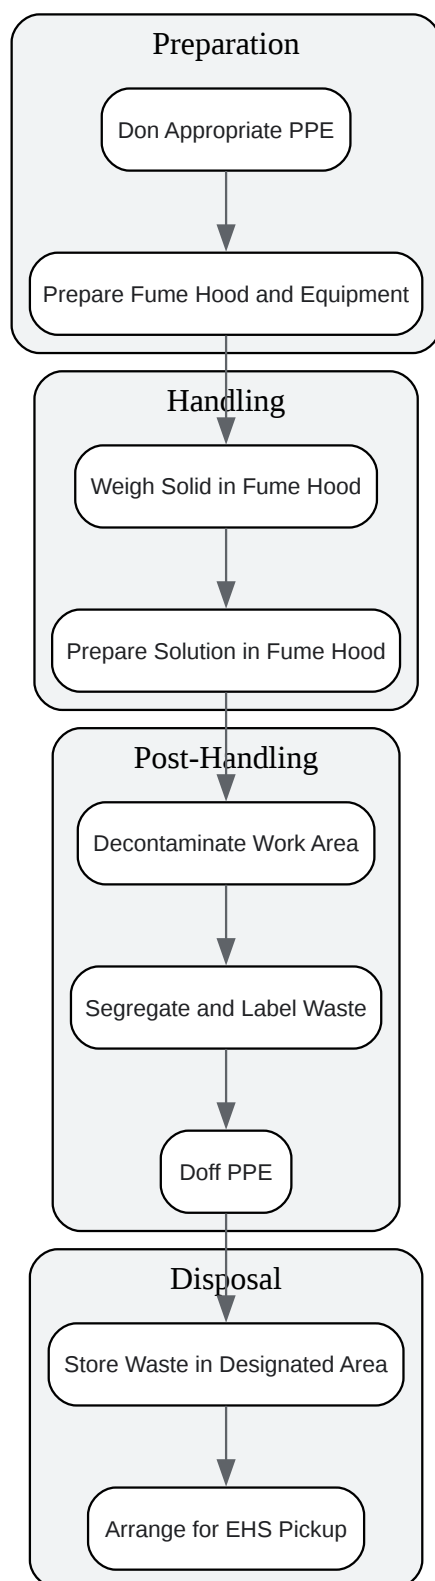 Preparation
Don Appropriate PPE
Prepare Fume Hood and Equipment
Handling
Weigh Solid in Fume Hood
Prepare Solution in Fume Hood
Post-Handling
Decontaminate Work Area
Segregate and Label Waste
Doff PPE
Disposal
Store Waste in Designated Area
Arrange for EHS Pickup